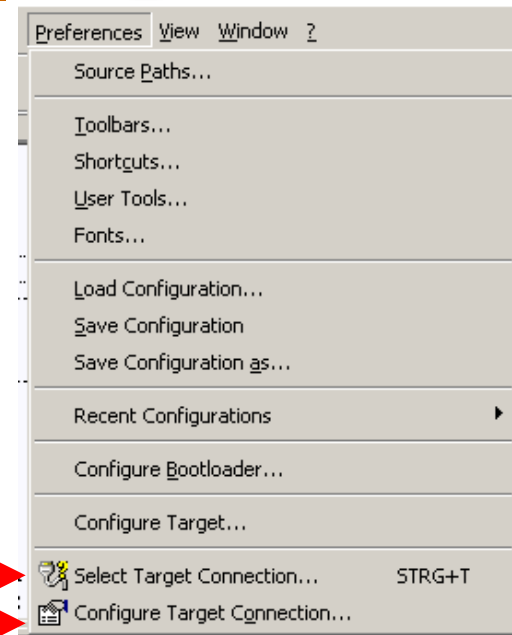 Preferences View Window ?
Source Paths...
Toolbars...
Shortcuts...
User Tools...
Fonts...
Load Configuration...
Save Configuration
Save Configuration as...
Recent Configurations
Configure Bootloader...
Configure Target...
Select Target Connection... STRG+T
Configure Target Connection...